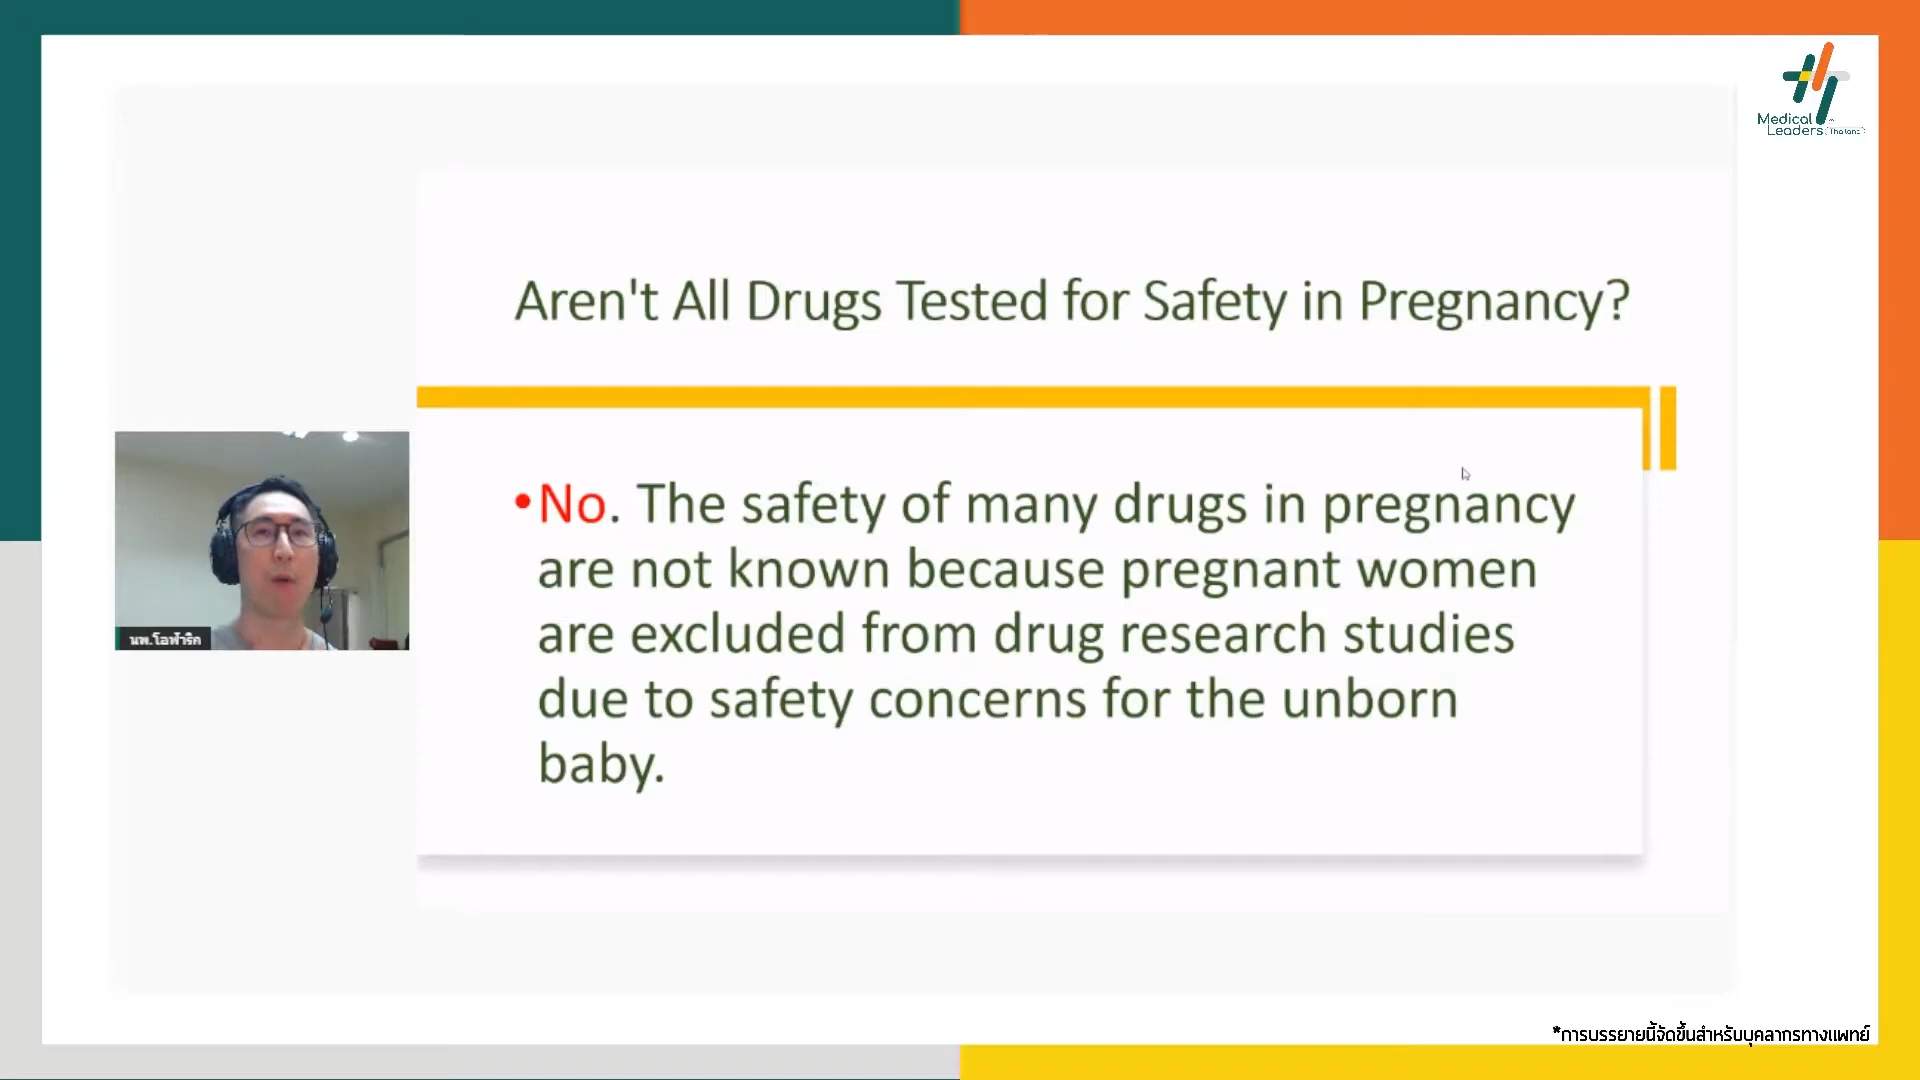 Medical
Leaders (Thailand)
Aren't All Drugs Tested for Safety in Pregnancy?
•No. The safety of many drugs in pregnancy
are not known because pregnant women
are excluded from drug research studies
due to safety concerns for the unborn
baby.
นพ.โอฬาริค
*การบรรยายนี้จัดขึ้นสำหรับบุคลากรทางแพทย์